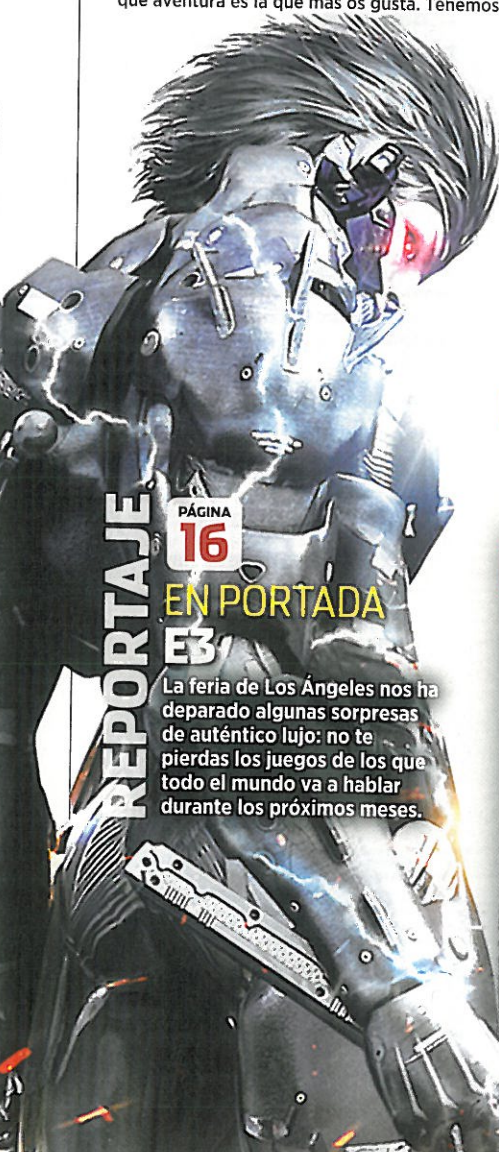 que aventura es la que más os gusta. Tenemos
REPORTAJE
PÁGINA
16
EN PORTADA
E3
La feria de Los Ángeles nos ha
deparado algunas sorpresas
de auténtico lujo: no te
pierdas los juegos de los que
todo el mundo va a hablar
durante los próximos meses.